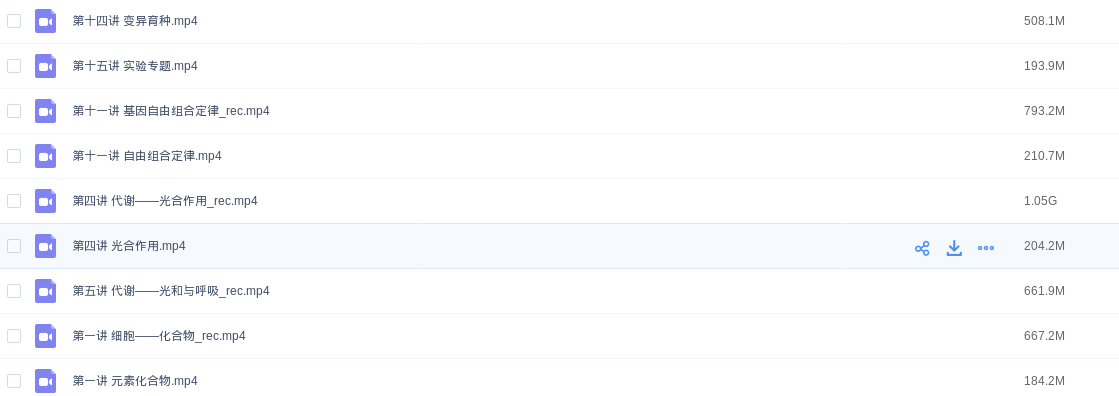 第十四讲 变异育种.mp4 508.1M
第十五讲 实验专题.mp4 193.9M
第十一讲 基因自由组合定律_rec.mp4 793.2M
第十一讲 自由组合定律.mp4 210.7M
第四讲 代谢——光合作用_rec.mp4 1.05G
第四讲 光合作用.mp4 204.2M
第五讲 代谢——光和与呼吸_rec.mp4 661.9M
第一讲 细胞——化合物_rec.mp4 667.2M
第一讲 元素化合物.mp4 184.2M